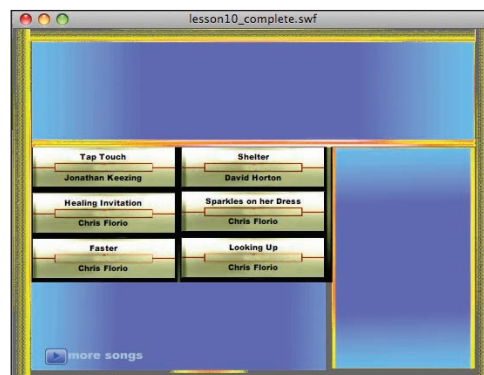 lesson10_complete.swf
Tap Touch
Jonathan Keezing
Shelter
David Horton
Healing Invitation
Chris Florio
Sparkles on her Dress
Chris Florio
Faster
Chris Florio
Looking Up
Chris Florio
more songs